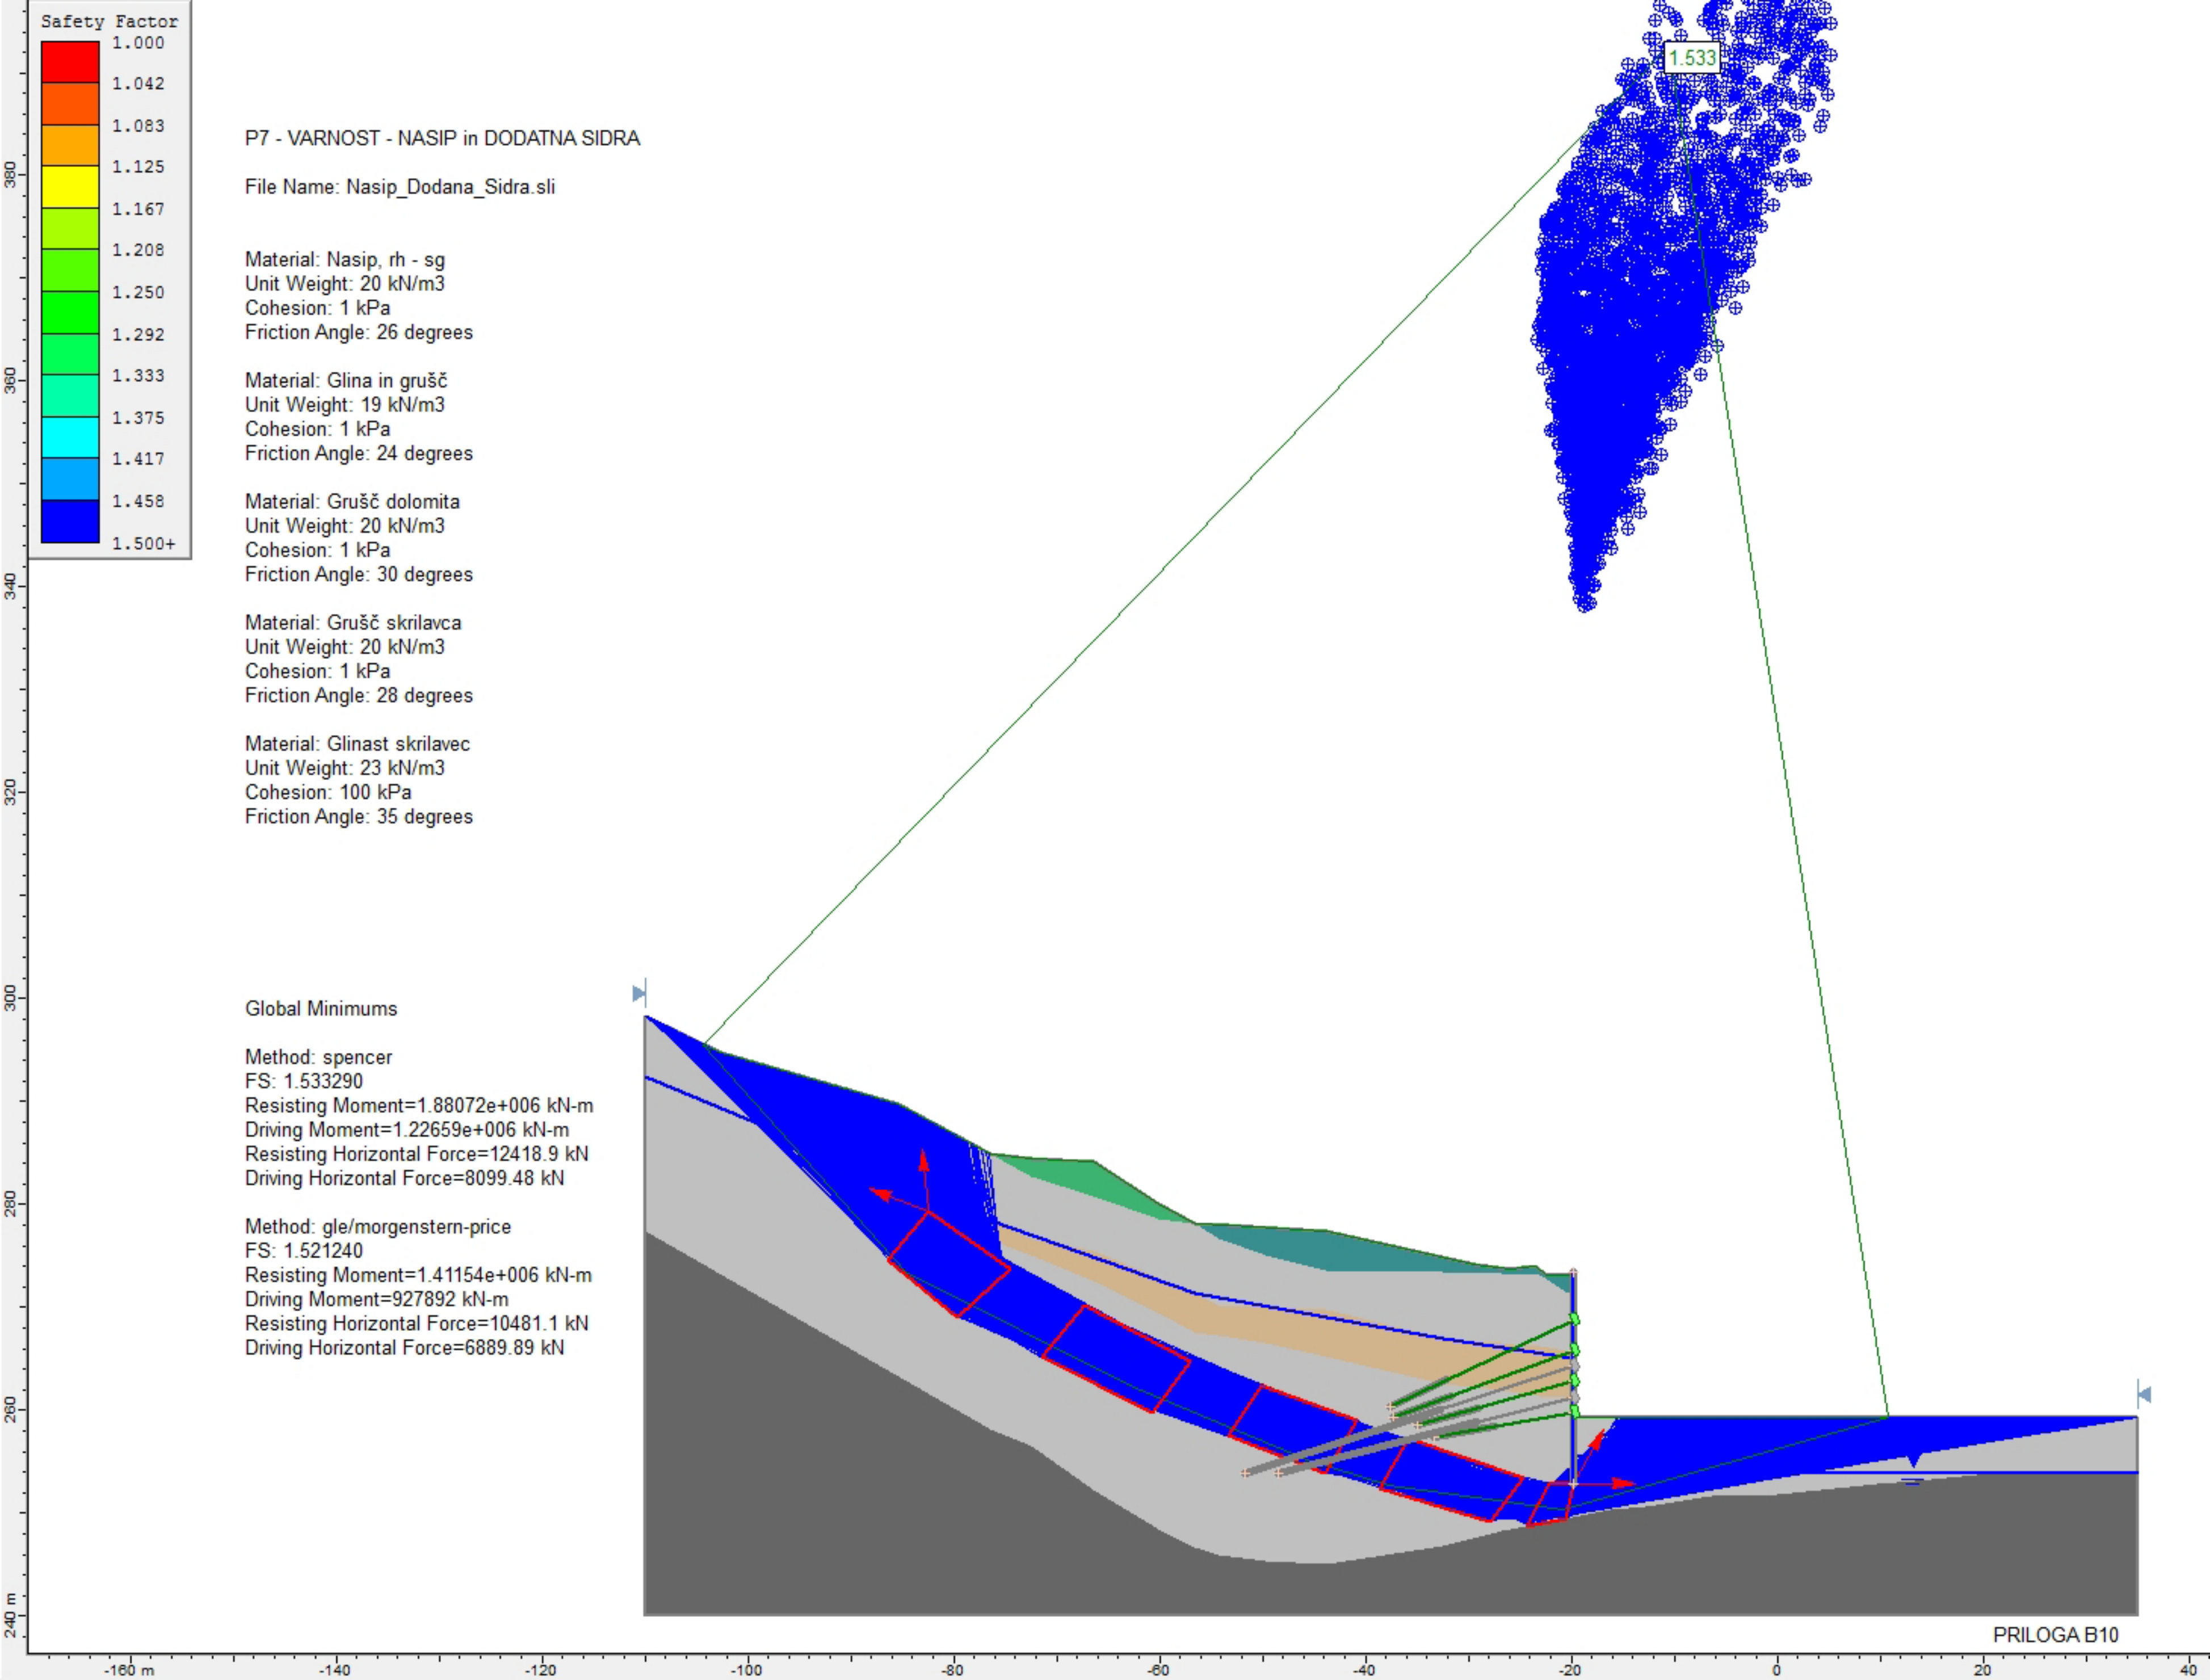 Safety Factor
1.000
1.042
1.083
1.125
1.167
1.208
1.250
1.292
1.333
1.375
1.417
1.458
1.500+
1.533
P7 - VARNOST - NASIP in DODATNA SIDRA
File Name: Nasip_Dodana_Sidra.sli
Material: Nasip, rh - sg
Unit Weight: 20 kN/m3
Cohesion: 1 kPa
Friction Angle: 26 degrees
Material: Glina in grušč
Unit Weight: 19 kN/m3
Cohesion: 1 kPa
Friction Angle: 24 degrees
Material: Grušč dolomita
Unit Weight: 20 kN/m3
Cohesion: 1 kPa
Friction Angle: 30 degrees
Material: Grušč skrilavca
Unit Weight: 20 kN/m3
Cohesion: 1 kPa
Friction Angle: 28 degrees
Material: Glinast skrilavec
Unit Weight: 23 kN/m3
Cohesion: 100 kPa
Friction Angle: 35 degrees
Global Minimums
Method: spencer
FS: 1.533290
Resisting Moment=1.88072e+006 kN-m
Driving Moment=1.22659e+006 kN-m
Resisting Horizontal Force=12418.9 kN
Driving Horizontal Force=8099.48 kN
Method: gle/morgenstern-price
FS: 1.521240
Resisting Moment=1.41154e+006 kN-m
Driving Moment=927892 kN-m
Resisting Horizontal Force=10481.1 kN
Driving Horizontal Force=6889.89 kN
380
360
340
320
300
280
260
240 m
PRILOGA B10
-160 m
-140
-120
-100
-80
-60
-40
-20
0
20
40